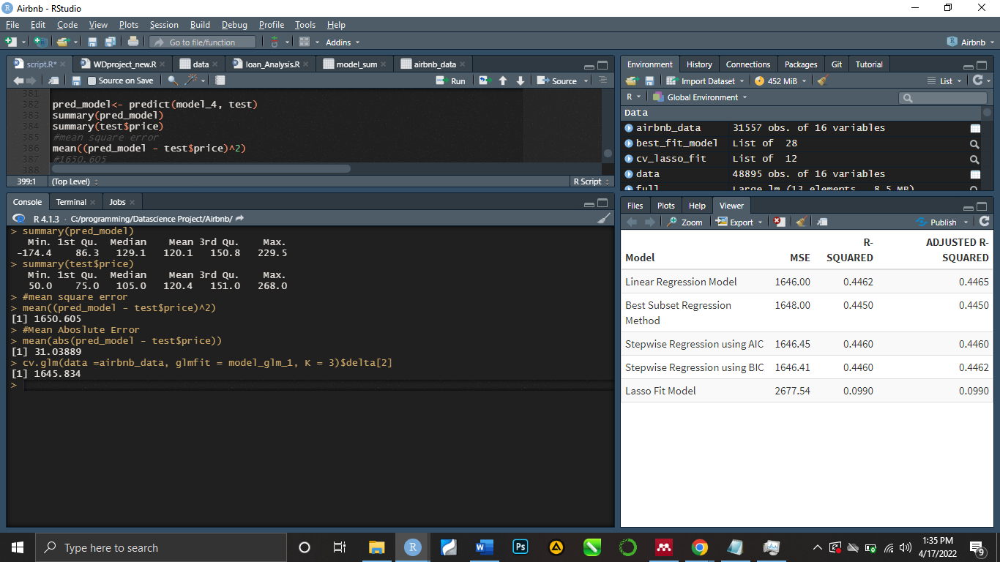 Airbnb - RStudio
File Edit Code View Plots Session Build Debug Profile Tools Help
Go to file/function Addins Airbnb
script.R* WDproject_new.R data loan_Analysis.R model_sum airbnb_data
Source on Save Run Source
381
382 pred_model<- predict(model_4, test)
383 summary(pred_model)
384 summary(test$price)
385 #mean square error
386 mean((pred_model - test$price)^2)
387 #1650.605
388
399:1 (Top Level) R Script
Console Terminal Jobs
R 4.1.3 · C:/programming/Datascience Project/Airbnb/
> summary(pred_model)
Min. 1st Qu. Median Mean 3rd Qu. Max.
-174.4 86.3 129.1 120.1 150.8 229.5
> summary(test$price)
Min. 1st Qu. Median Mean 3rd Qu. Max.
50.0 75.0 105.0 120.4 151.0 268.0
> #mean square error
> mean((pred_model - test$price)^2)
[1] 1650.605
> #Mean Aboslute Error
> mean(abs(pred_model - test$price))
[1] 31.03889
> cv.glm(data =airbnb_data, glmfit = model_glm_1, K = 3)$delta[2]
[1] 1645.834
>
Environment History Connections Packages Git Tutorial
Import Dataset 452 MiB List
R Global Environment
Data
airbnb_data 31557 obs. of 16 variables
best_fit_model List of 28
cv_lasso_fit List of 12
data 48895 obs. of 16 variables
full Large lm (13 elements, 8.5 MB)
Files Plots Help Viewer
Zoom Export Publish
Model MSE R-SQUARED ADJUSTED R-SQUARED
Linear Regression Model 1646.00 0.4462 0.4465
Best Subset Regression Method 1648.00 0.4450 0.4450
Stepwise Regression using AIC 1646.45 0.4460 0.4460
Stepwise Regression using BIC 1646.41 0.4460 0.4462
Lasso Fit Model 2677.54 0.0990 0.0990
Type here to search
1:35 PM
4/17/2022
9